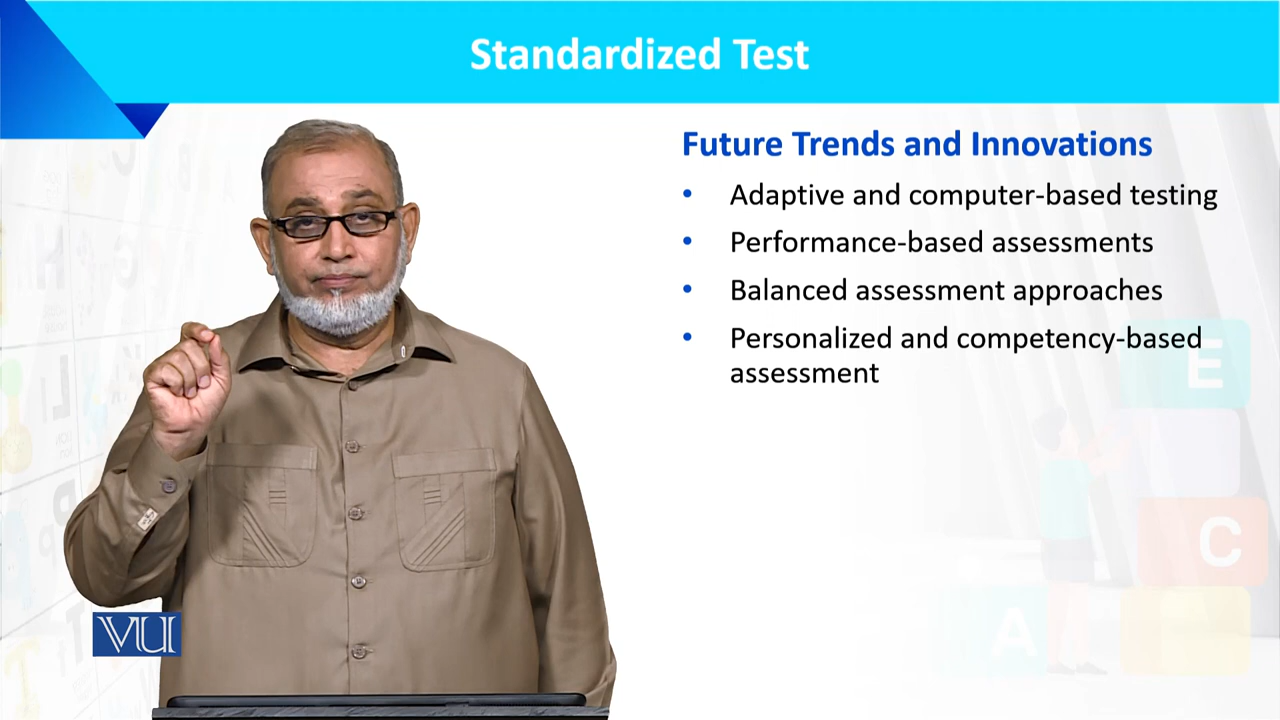 Standardized Test
Future Trends and Innovations
• Adaptive and computer-based testing
• Performance-based assessments
• Balanced assessment approaches
• Personalized and competency-based
assessment
E
C
A
VU